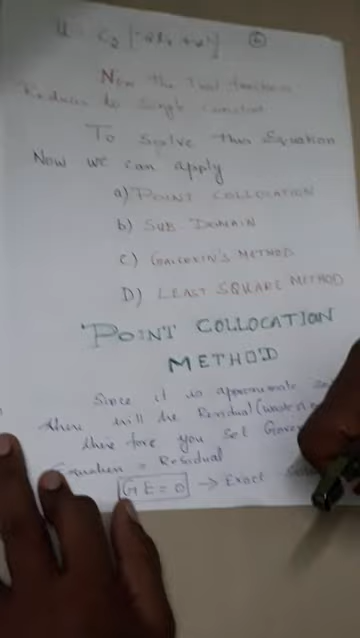 Now the Trial function
Reduces to single constant
To solve this Equation
Now we can apply
a) POINT COLLOCATION
b) SUB DOMAIN
c) GALERKIN'S METHOD
D) LEAST SQUARE METHOD
POINT COLLOCATION
METHOD
Since it is approximate
there will be Residual
there fore you set
Equation = Residual
GE = 0 → Exact